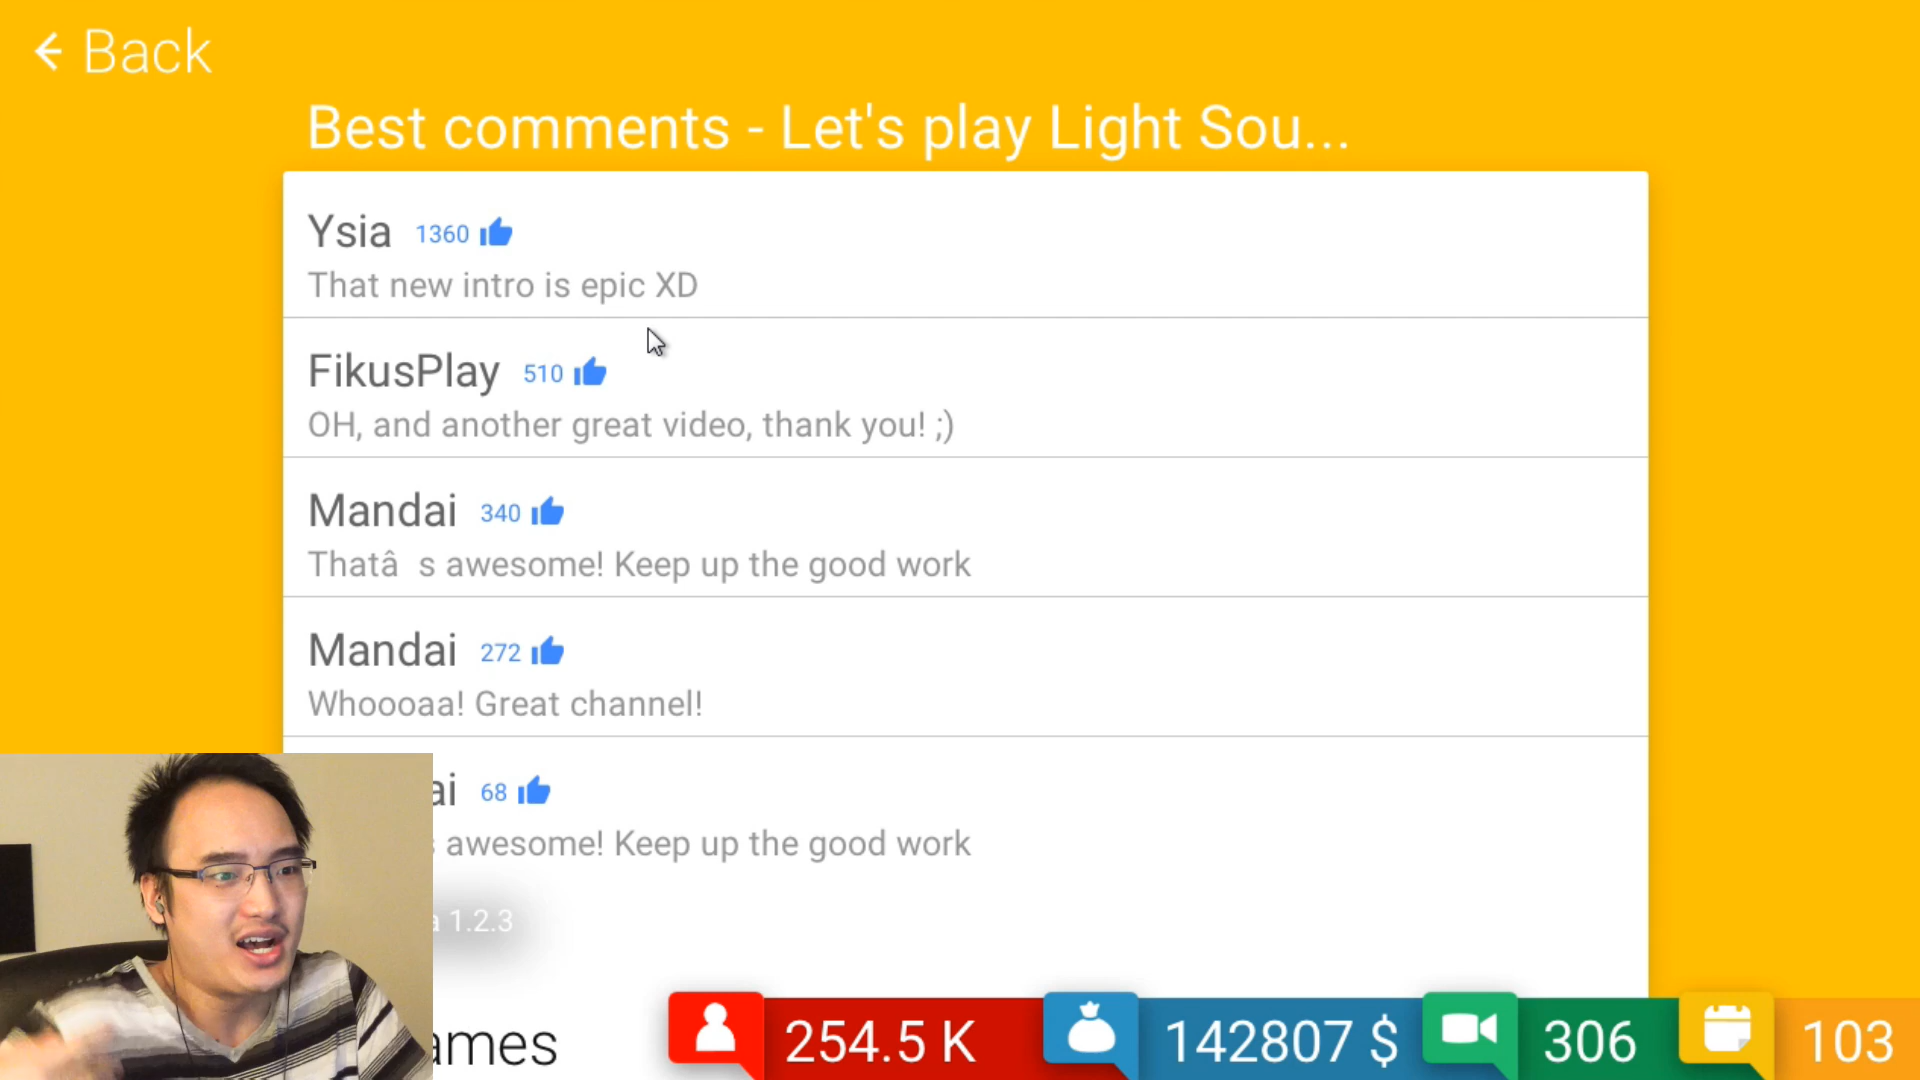 Back
Best comments - Let's play Light Sou...
Ysia 1360
That new intro is epic XD
FikusPlay 510
OH, and another great video, thank you! ;)
Mandai 340
Thatâ s awesome! Keep up the good work
Mandai 272
Whoooaa! Great channel!
ai 68
s awesome! Keep up the good work
a 1.2.3
ames
254.5 K
142807 $
306
103